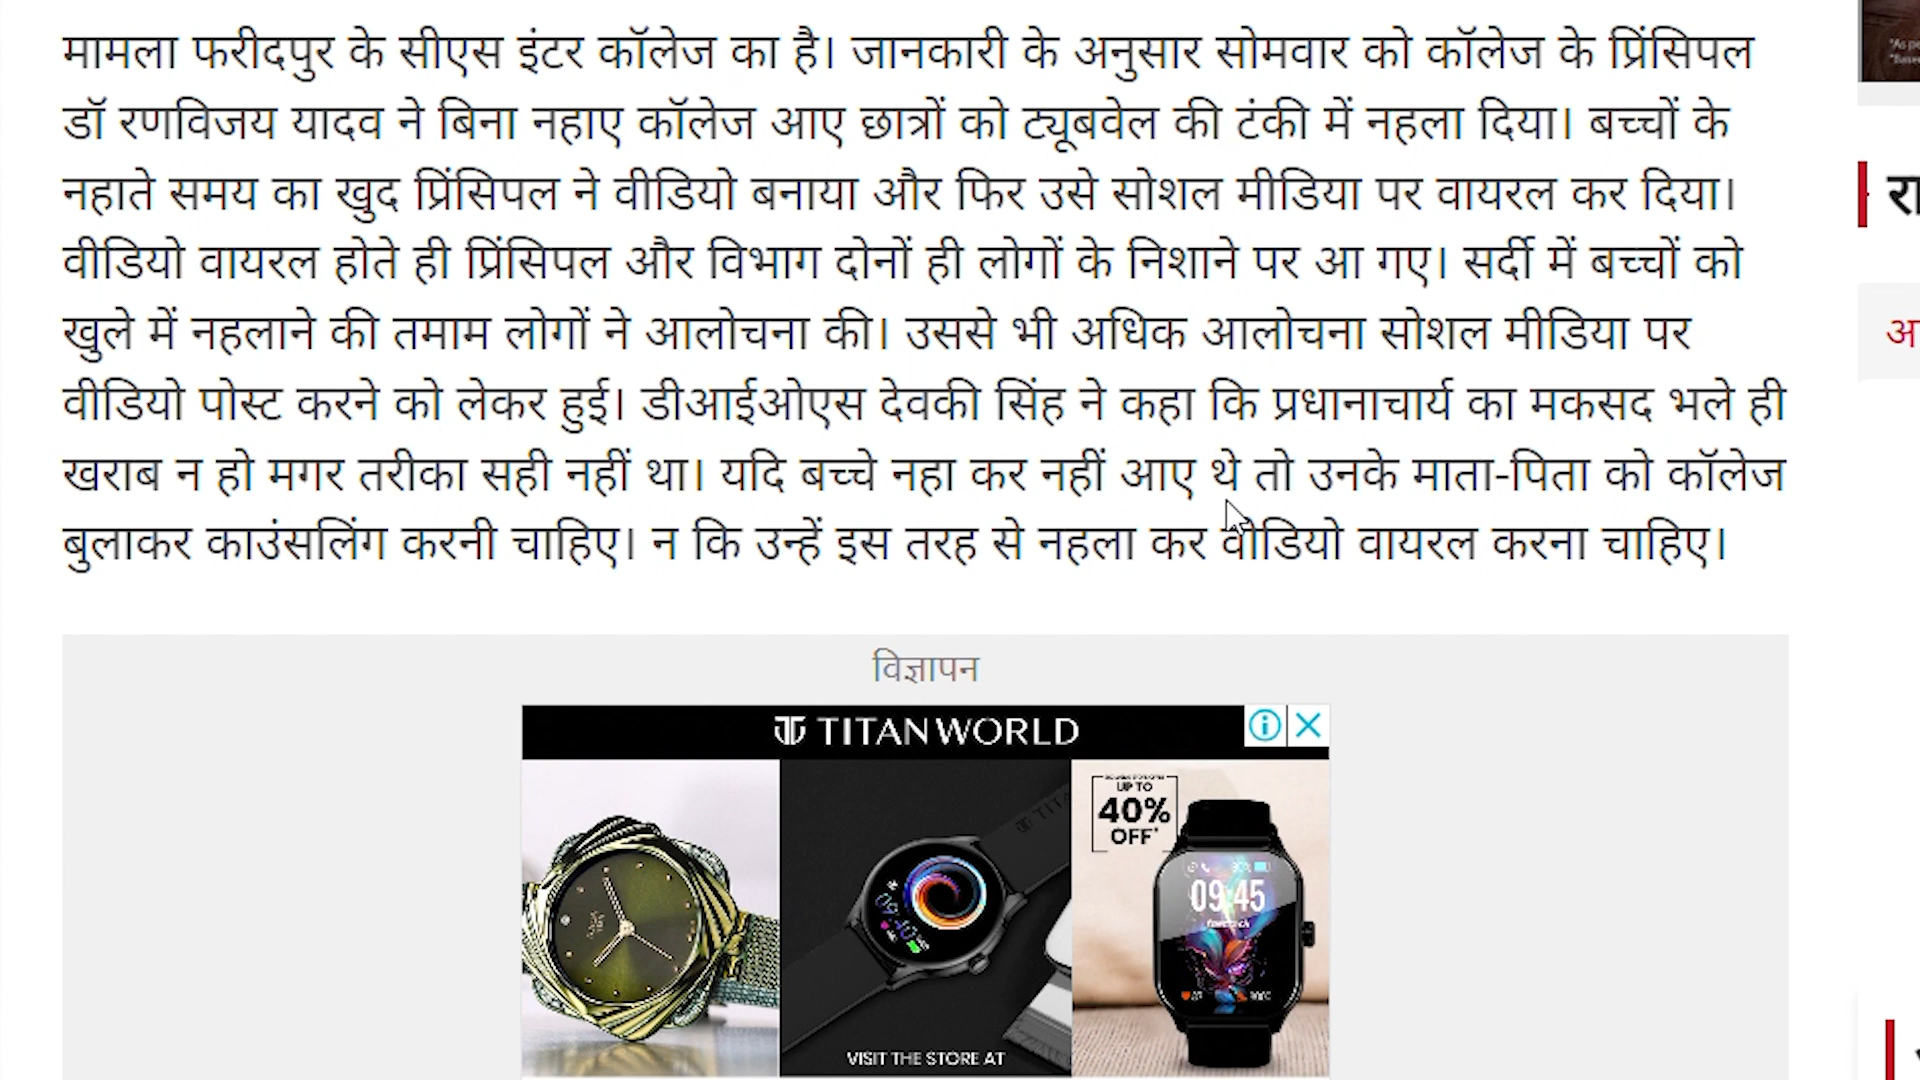 मामला फरीदपुर के सीएस इंटर कॉलेज का है। जानकारी के अनुसार सोमवार को कॉलेज के प्रिंसिपल
डॉ रणविजय यादव ने बिना नहाए कॉलेज आए छात्रों को ट्यूबवेल की टंकी में नहला दिया। बच्चों के
नहाते समय का खुद प्रिंसिपल ने वीडियो बनाया और फिर उसे सोशल मीडिया पर वायरल कर दिया।
वीडियो वायरल होते ही प्रिंसिपल और विभाग दोनों ही लोगों के निशाने पर आ गए। सर्दी में बच्चों को
खुले में नहलाने की तमाम लोगों ने आलोचना की। उससे भी अधिक आलोचना सोशल मीडिया पर
वीडियो पोस्ट करने को लेकर हुई। डीआईओएस देवकी सिंह ने कहा कि प्रधानाचार्य का मकसद भले ही
खराब न हो मगर तरीका सही नहीं था। यदि बच्चे नहा कर नहीं आए थे तो उनके माता-पिता को कॉलेज
बुलाकर काउंसलिंग करनी चाहिए। न कि उन्हें इस तरह से नहला कर वीडियो वायरल करना चाहिए।
विज्ञापन
TITAN WORLD
UP TO
40%
OFF*
09:45
09:40
VISIT THE STORE AT